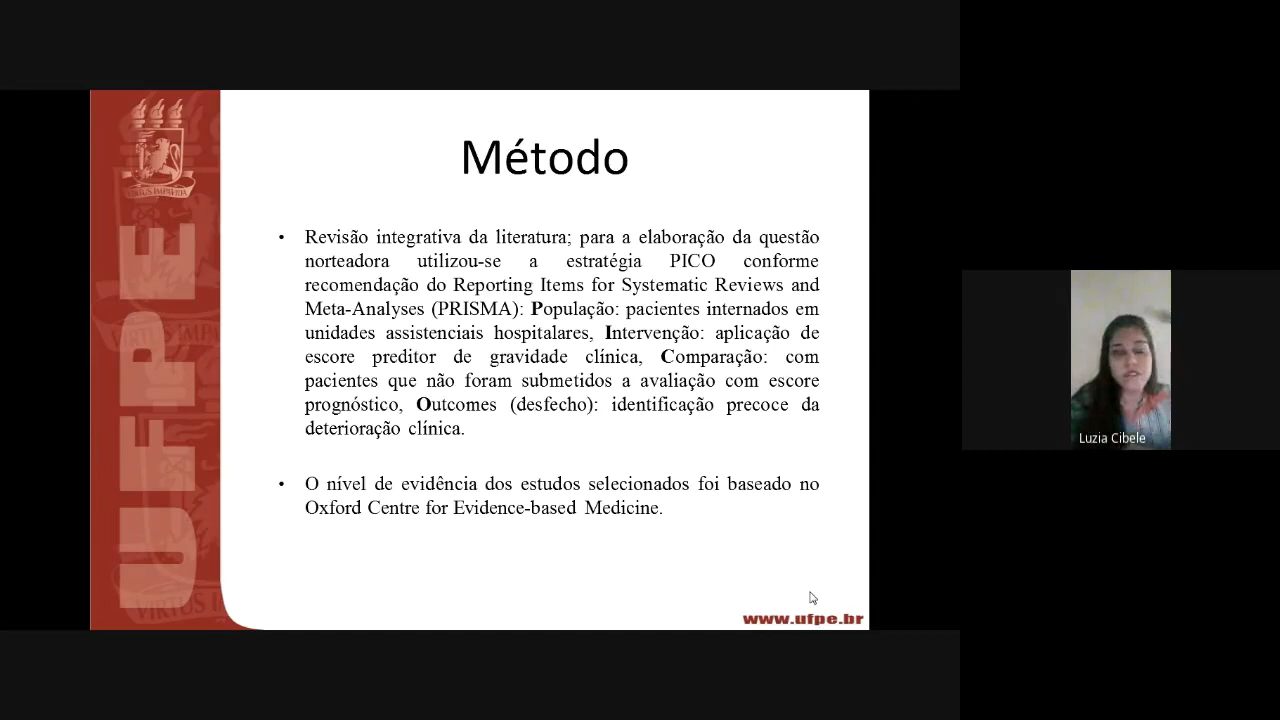 VIRTUS IMPAVIDA
UFPE
Método
• Revisão integrativa da literatura; para a elaboração da questão
norteadora utilizou-se a estratégia PICO conforme
recomendação do Reporting Items for Systematic Reviews and
Meta-Analyses (PRISMA): População: pacientes internados em
unidades assistenciais hospitalares, Intervenção: aplicação de
escore preditor de gravidade clínica, Comparação: com
pacientes que não foram submetidos a avaliação com escore
prognóstico, Outcomes (desfecho): identificação precoce da
deterioração clínica.
• O nível de evidência dos estudos selecionados foi baseado no
Oxford Centre for Evidence-based Medicine.
www.ufpe.br
Luzia Cibele